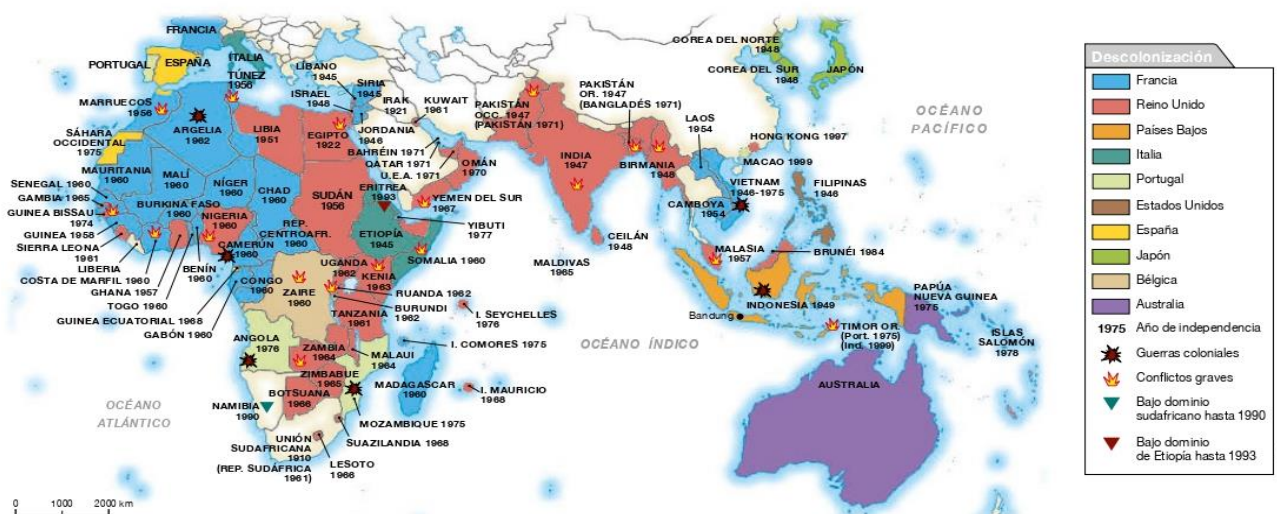 FRANCIA
PORTUGAL
ESPAÑA
ITALIA
TÚNEZ
1956
MARRUECOS
1956
ARGELIA
1962
SÁHARA
OCCIDENTAL
1975
LIBIA
1951
EGIPTO
1922
LÍBANO
1945
ISRAEL
1948
SIRIA
1945
IRAK
1921
JORDANIA
1946
KUWAIT
1961
BAHRÉIN 1971
QATAR 1971
U.E.A. 1971
OMÁN
1970
YEMEN DEL SUR
1967
MAURITANIA
1960
MALÍ
1960
NÍGER
1960
CHAD
1960
SUDÁN
1956
ERITREA
1993
SENEGAL 1960
GAMBIA 1965
GUINEA BISSAU
1974
GUINEA 1958
SIERRA LEONA
1961
LIBERIA
COSTA DE MARFIL 1960
GHANA 1957
TOGO 1960
BURKINA FASO
1960
BENÍN
1960
NIGERIA
1960
CAMERÚN
1960
REP.
CENTROAFR.
1960
ETIOPÍA
1945
YIBUTI
1977
SOMALIA 1960
GUINEA ECUATORIAL 1968
GABÓN 1960
CONGO
1960
ZAIRE
1960
UGANDA
1962
KENIA
1963
RUANDA 1962
BURUNDI
1962
TANZANIA
1961
I. SEYCHELLES
1976
I. COMORES 1975
ANGOLA
1976
ZAMBIA
1964
MALAUI
1964
ZIMBABUE
1965
BOTSUANA
1966
MADAGASCAR
1960
I. MAURICIO
1968
NAMIBIA
1990
MOZAMBIQUE 1975
SUAZILANDIA 1968
UNIÓN
SUDAFRICANA
1910
(REP. SUDÁFRICA
1961)
LESOTO
1966
OCÉANO
ATLÁNTICO
0 1000 2000 km
PAKISTÁN
OCC. 1947
(PAKISTÁN 1971)
PAKISTÁN
OR. 1947
(BANGLADÉS 1971)
INDIA
1947
BIRMANIA
1948
CEILÁN
1948
MALDIVAS
1965
LAOS
1954
COREA DEL NORTE
1948
COREA DEL SUR
1948
JAPÓN
HONG KONG 1997
MACAO 1999
VIETNAM
1946-1975
CAMBOYA
1954
FILIPINAS
1946
MALASIA
1957
BRUNÉI 1984
INDONESIA 1949
Bandung
TIMOR OR.
(Port. 1975)
(Ind. 1999)
PAPÚA
NUEVA GUINEA
1975
ISLAS
SALOMÓN
1978
AUSTRALIA
OCÉANO ÍNDICO
OCÉANO
PACÍFICO
Descolonización
Francia
Reino Unido
Países Bajos
Italia
Portugal
Estados Unidos
España
Japón
Bélgica
Australia
1975 Año de independencia
Guerras coloniales
Conflictos graves
Bajo dominio
sudafricano hasta 1990
Bajo dominio
de Etiopía hasta 1993